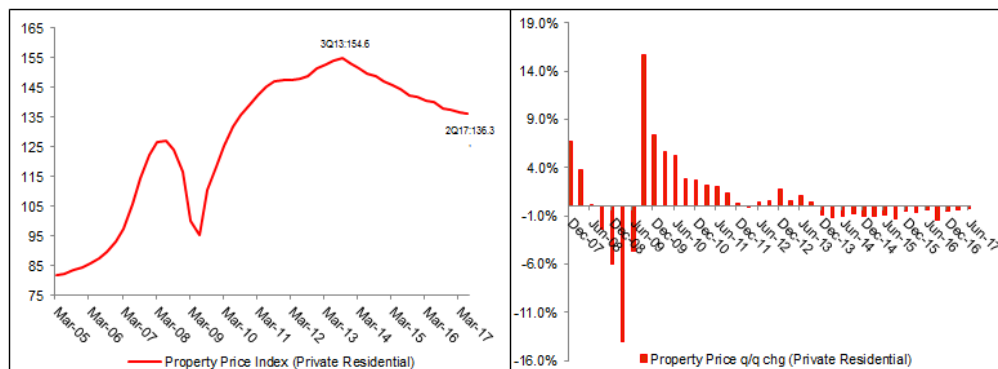 165
155
145
135
125
115
105
95
85
75
3Q13:154.6
2Q17:136.3
Mar-05
Mar-06
Mar-07
Mar-08
Mar-09
Mar-10
Mar-11
Mar-12
Mar-13
Mar-14
Mar-15
Mar-16
Mar-17
Property Price Index (Private Residential)
19.0%
14.0%
9.0%
4.0%
-1.0%
-6.0%
-11.0%
-16.0%
Dec-07
Jun-08
Dec-08
Jun-09
Dec-09
Jun-10
Dec-10
Jun-11
Dec-11
Jun-12
Dec-12
Jun-13
Dec-13
Jun-14
Dec-14
Jun-15
Dec-15
Jun-16
Dec-16
Jun-17
Property Price q/q chg (Private Residential)